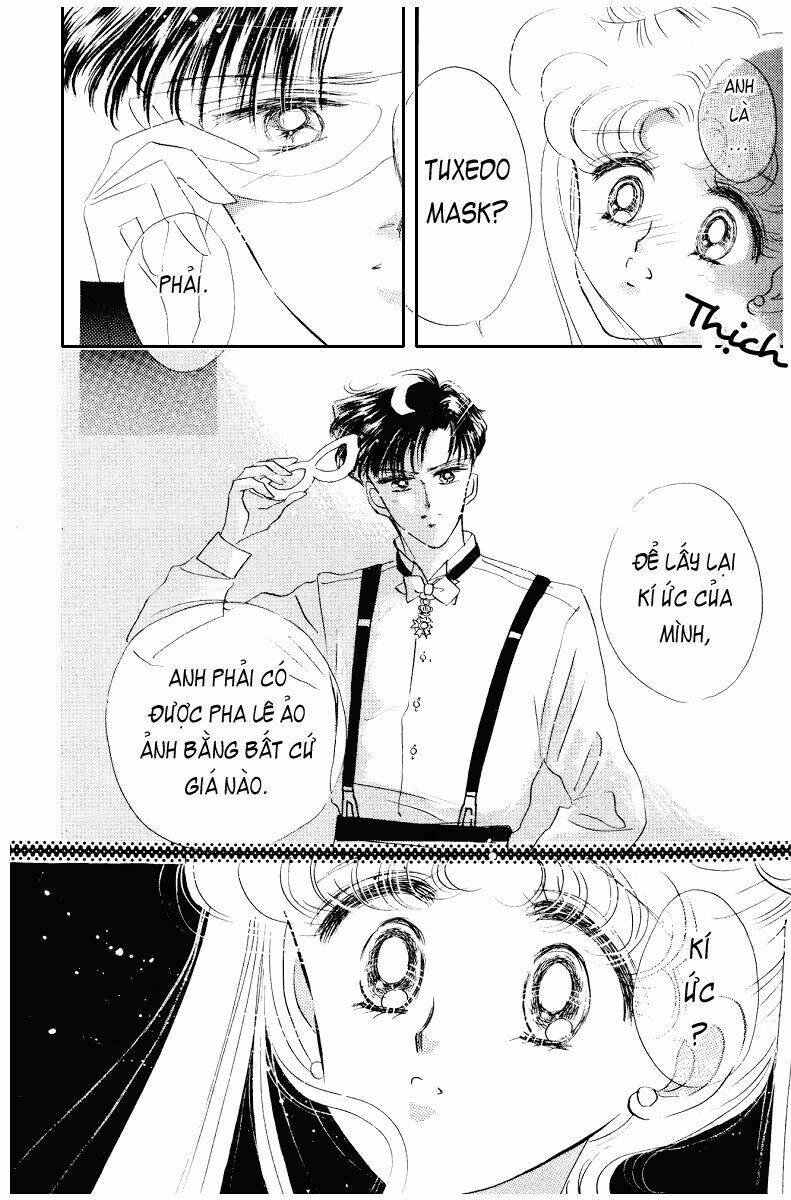 ANH
LÀ
...
TUXEDO
MASK?
Thịch
PHẢI.
ĐỂ LẤY LẠI
KÍ ỨC CỦA
MÌNH,
ANH PHẢI CÓ
ĐƯỢC PHA LÊ ẢO
ẢNH BẰNG BẤT CỨ
GIÁ NÀO.
KÍ
ỨC
?